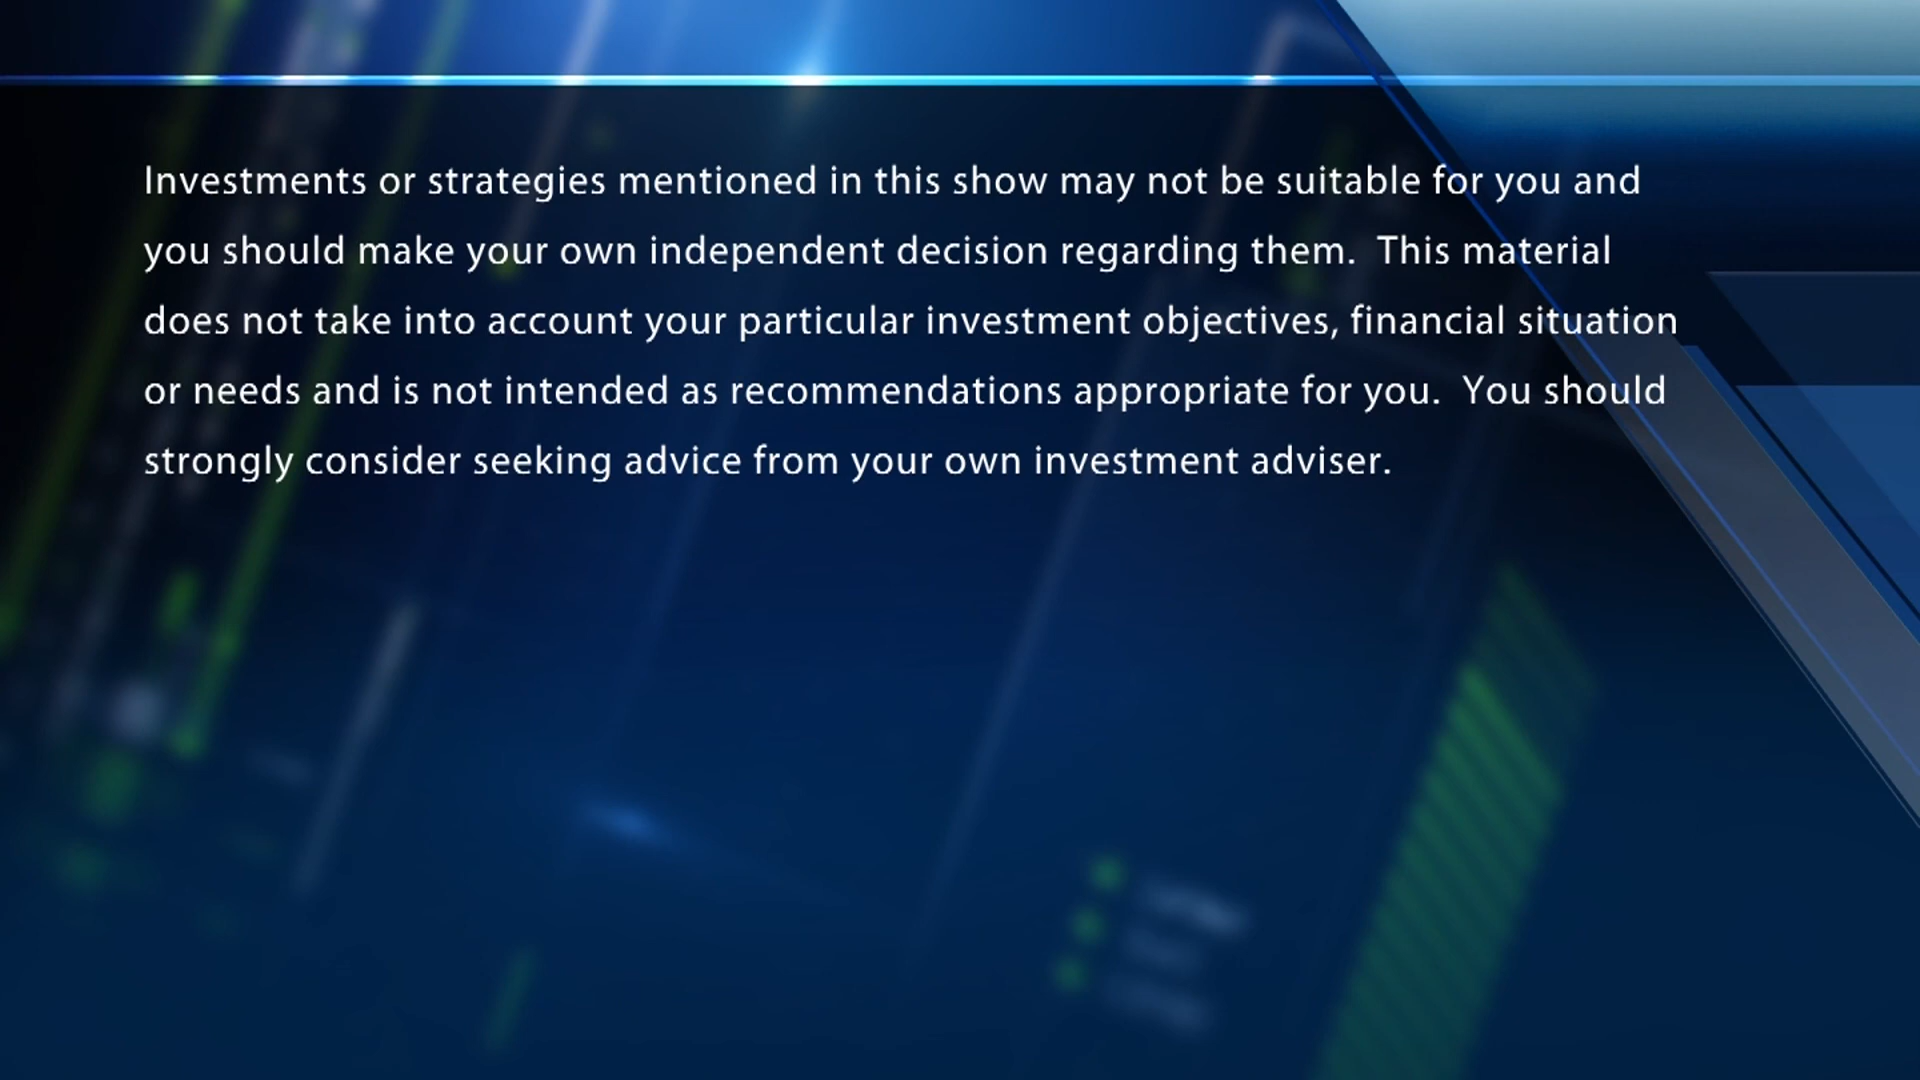 Investments or strategies mentioned in this show may not be suitable for you and
you should make your own independent decision regarding them.  This material
does not take into account your particular investment objectives, financial situation
or needs and is not intended as recommendations appropriate for you.  You should
strongly consider seeking advice from your own investment adviser.